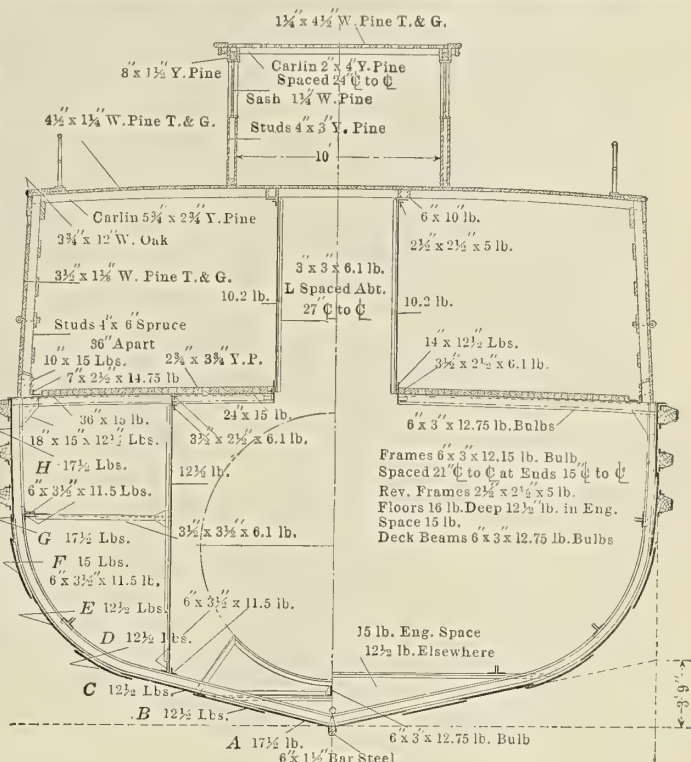 1¼" x 4½" W. Pine T. & G.
8" x 1½" Y. Pine
Carlin 2" x 4" Y. Pine
Spaced 24" ℄ to ℄
Sash 1¼" W. Pine
4½" x 1¼" W. Pine T. & G.
Studs 4" x 3" Y. Pine
10'
Carlin 5¾" x 2¾" Y. Pine
6" x 10 lb.
3¾" x 12" W. Oak
2½" x 2½" x 5 lb.
3½" x 1⅛" W. Pine T. & G.
3" x 3" x 6.1 lb.
L Spaced Abt.
27" ℄ to ℄
10.2 lb.
10.2 lb.
Studs 4" x 6" Spruce
36" Apart
14" x 12½ Lbs.
10" x 15 Lbs.
2¾" x 3¾" Y.P.
3½" x 2½" x 6.1 lb.
7" x 2½" x 14.75 lb
36" x 15 lb.
24" x 15 lb.
6" x 3" x 12.75 lb. Bulbs
18" x 15 x 12½ Lbs.
3½" x 2½" x 6.1 lb.
H 17½ Lbs.
12½ lb.
Frames 6" x 3" x 12.15 lb. Bulb
Spaced 21" ℄ to ℄ at Ends 15" ℄ to ℄
Rev. Frames 2½" x 2½" x 5 lb.
Floors 16 lb. Deep 12½" lb. in Eng.
Space 15 lb.
Deck Beams 6" x 3" x 12.75 lb. Bulbs
6" x 3½" x 11.5 Lbs.
G 17½ Lbs.
3½" x 3½" x 6.1 lb.
F 15 Lbs.
6" x 3½" x 11.5 lb.
E 12½ Lbs.
6" x 3½" x 11.5 lb.
D 12½ Lbs.
15 lb. Eng. Space
12½ lb. Elsewhere
C 12½ Lbs.
B 12½ Lbs.
3' 9"
A 17½ lb.
6" x 3" x 12.75 lb. Bulb
6" x 1½" Bar Steel